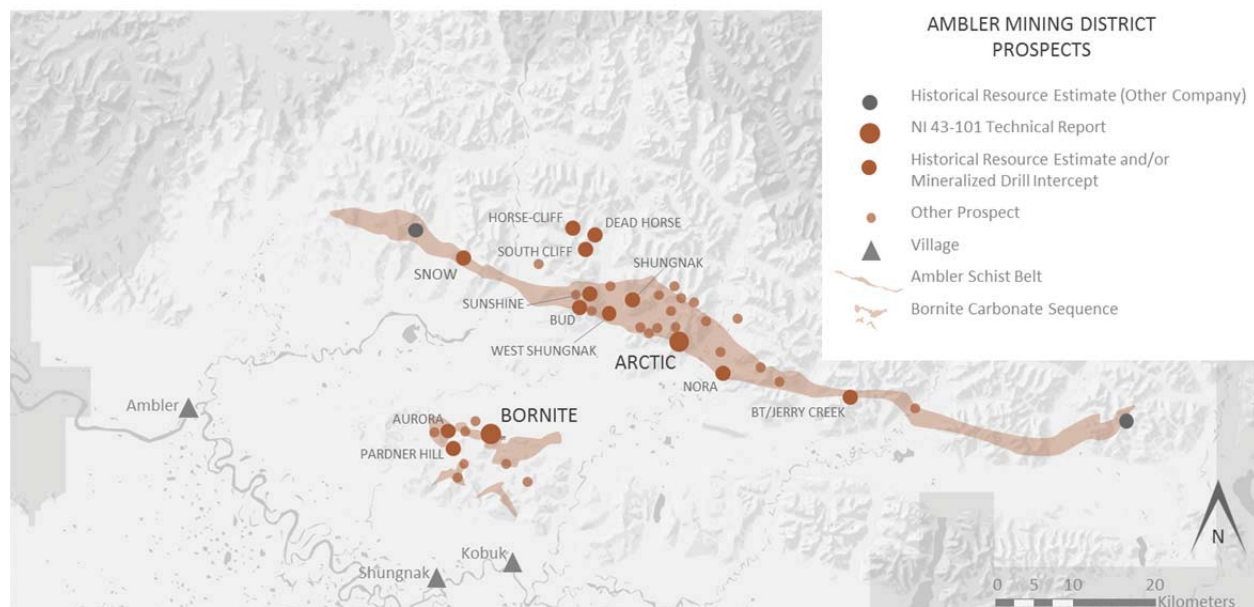 AMBLER MINING DISTRICT
PROSPECTS
Historical Resource Estimate (Other Company)
NI 43-101 Technical Report
Historical Resource Estimate and/or
Mineralized Drill Intercept
Other Prospect
Village
Ambler Schist Belt
Bornite Carbonate Sequence
HORSE-CLIFF
DEAD HORSE
SOUTH CLIFF
SNOW
SHUNGNAK
SUNSHINE
BUD
WEST SHUNGNAK
ARCTIC
NORA
BT/JERRY CREEK
Ambler
AURORA
BORNITE
PARDNER HILL
Kobuk
Shungnak
N
0 5 10 20
Kilometers